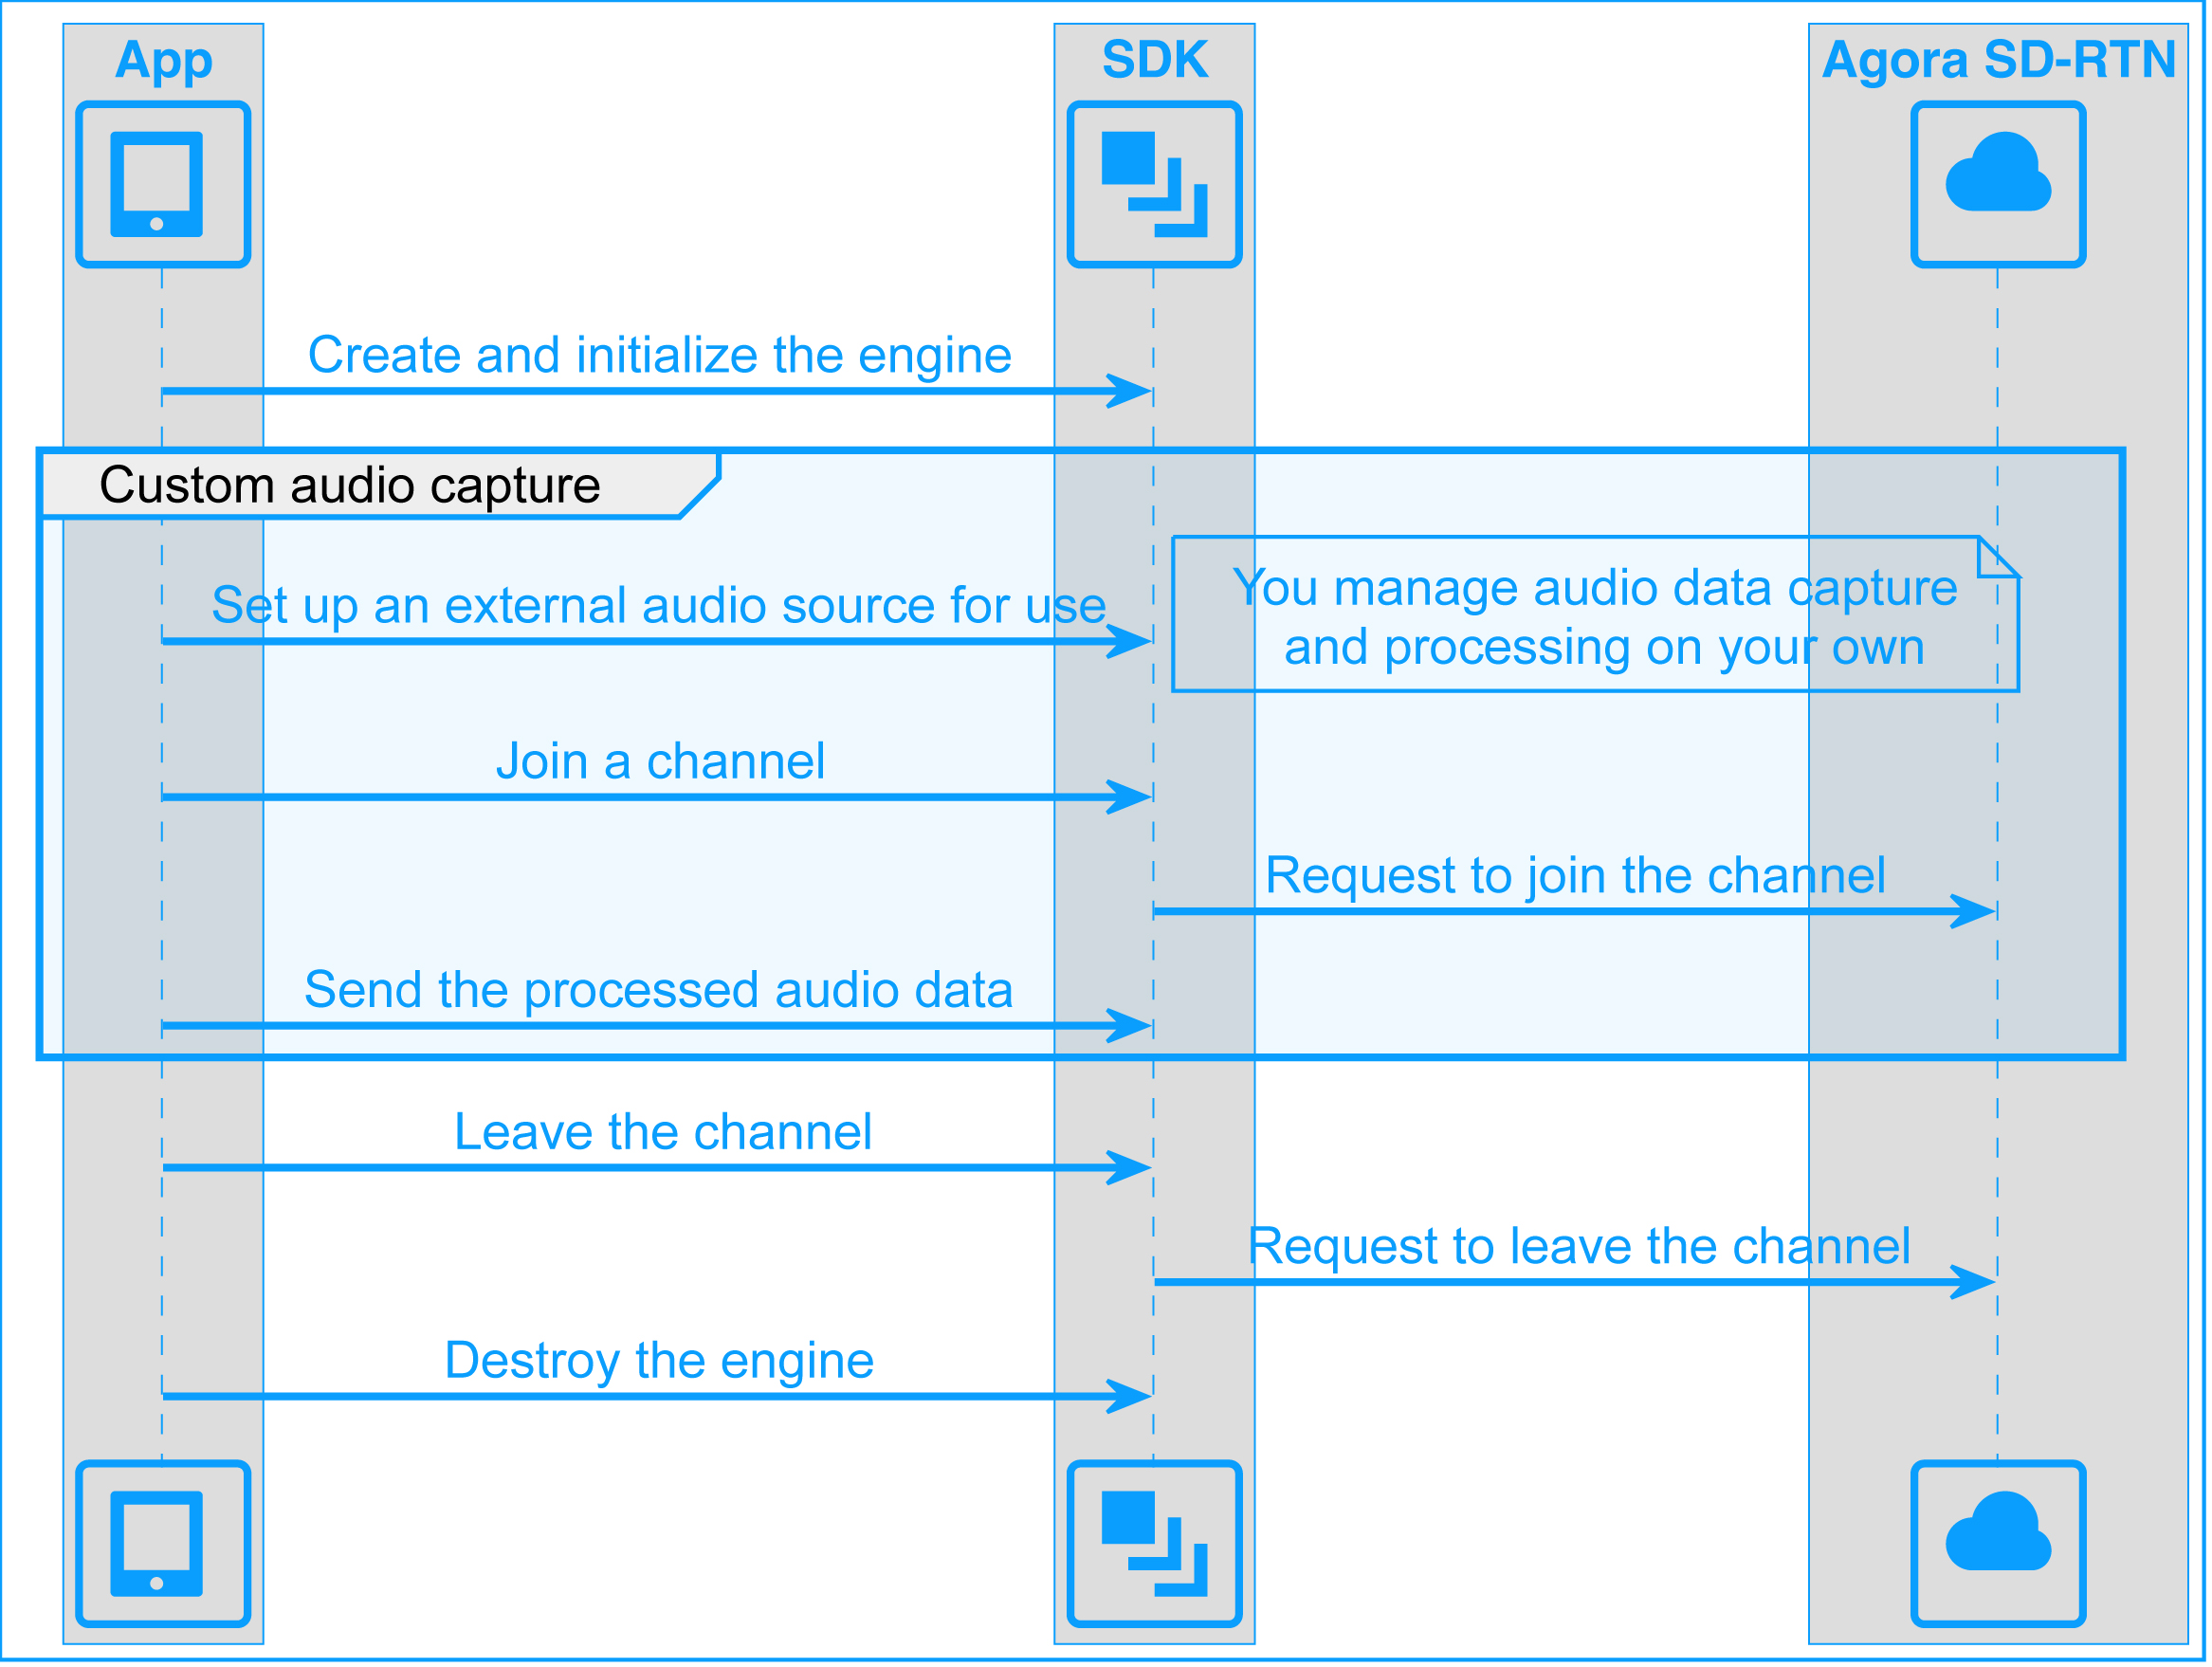 App
SDK
Agora SD-RTN
Create and initialize the engine
Custom audio capture
Set up an external audio source for use
You manage audio data capture
and processing on your own
Join a channel
Request to join the channel
Send the processed audio data
Leave the channel
Request to leave the channel
Destroy the engine